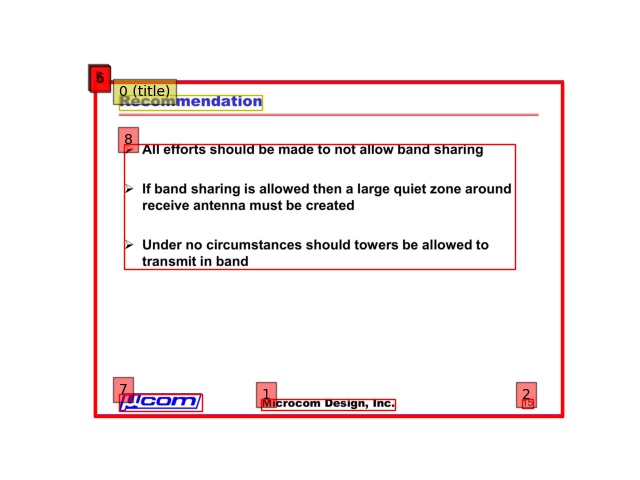 5
0 (title)
Recommendation
8
➢ All efforts should be made to not allow band sharing
➢ If band sharing is allowed then a large quiet zone around
receive antenna must be created
➢ Under no circumstances should towers be allowed to
transmit in band
7
1
2
µcom
Microcom Design, Inc.
15